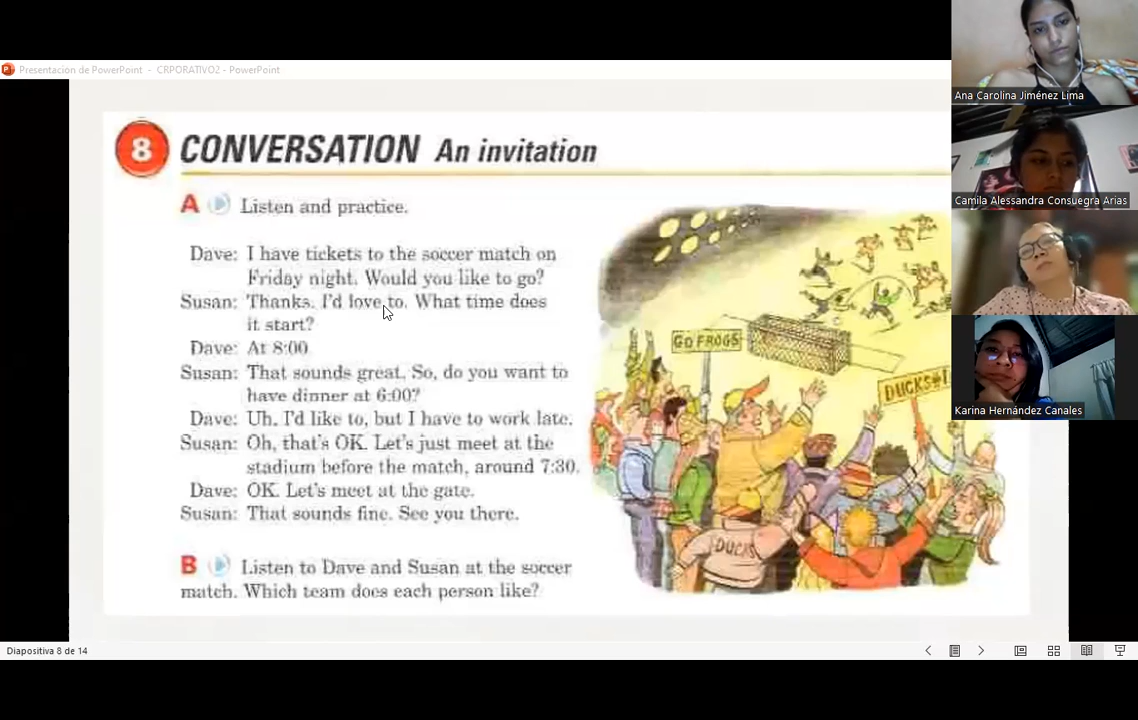 Presentación de PowerPoint - CRPORATIVO2 - PowerPoint
8 CONVERSATION An invitation
A Listen and practice.
Dave: I have tickets to the soccer match on
Friday night. Would you like to go?
Susan: Thanks. I'd love to. What time does
it start?
Dave: At 8:00
Susan: That sounds great. So, do you want to
have dinner at 6:00?
Dave: Uh, I'd like to, but I have to work late.
Susan: Oh, that's OK. Let's just meet at the
stadium before the match, around 7:30.
Dave: OK. Let's meet at the gate.
Susan: That sounds fine. See you there.
B Listen to Dave and Susan at the soccer
match. Which team does each person like?
GO FROGS
DUCKS #1
DUCKS
Ana Carolina Jiménez Lima
Camila Alessandra Consuegra Arias
Karina Hernández Canales
Diapositiva 8 de 14